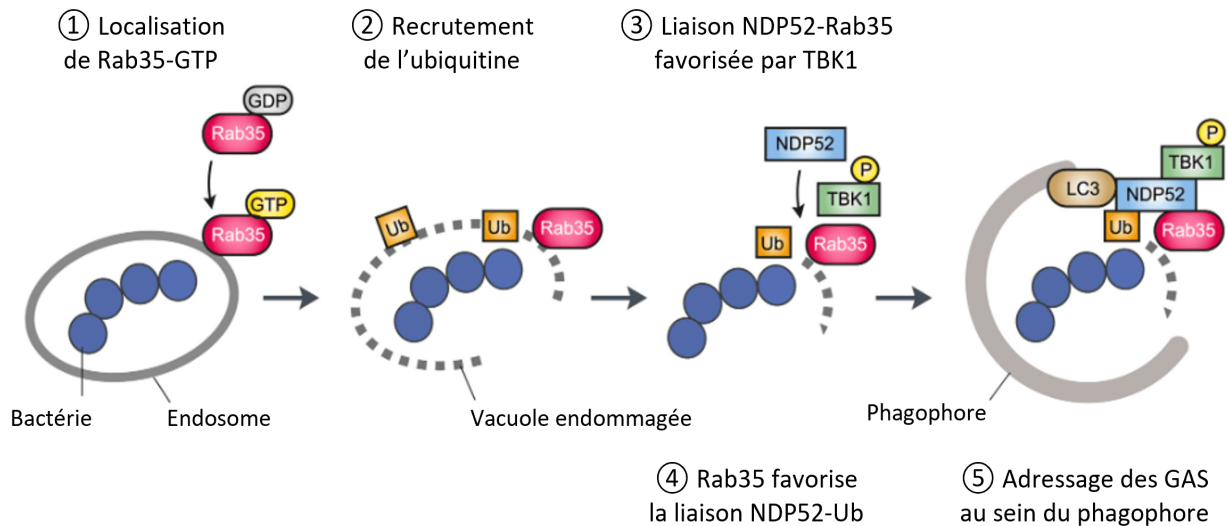 ① Localisation
de Rab35-GTP
② Recrutement
de l’ubiquitine
③ Liaison NDP52-Rab35
favorisée par TBK1
GDP
Rab35
GTP
Rab35
Bactérie
Endosome
Ub
Ub
Rab35
Vacuole endommagée
NDP52
P
TBK1
Ub
Rab35
P
TBK1
LC3
NDP52
Ub
Rab35
Phagophore
④ Rab35 favorise
la liaison NDP52-Ub
⑤ Adressage des GAS
au sein du phagophore